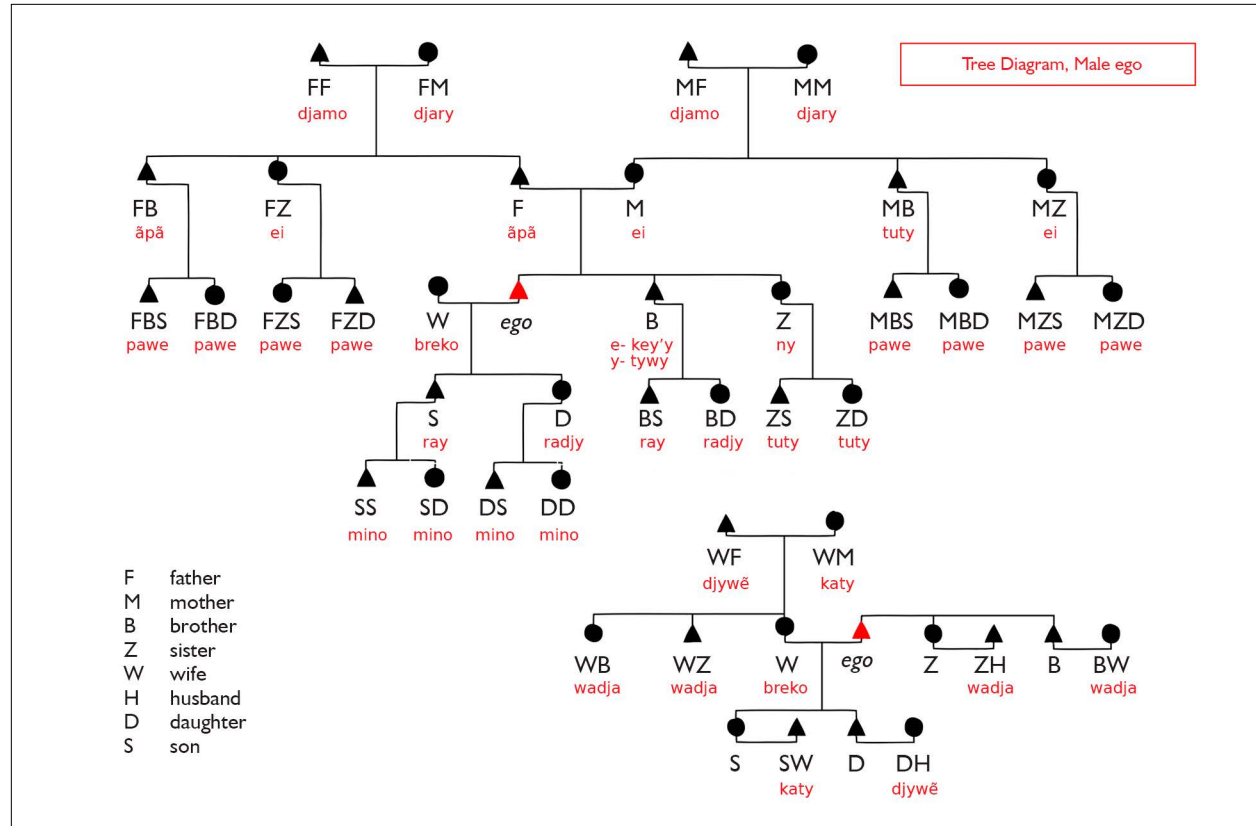 Tree Diagram, Male ego
FF FM MF MM
djamo djary djamo djary
FB FZ F M MB MZ
ãpã ei ãpã ei tuty ei
W ego B Z
breko e- key'y ny
y- tywy
FBS FBD FZS FZD MBS MBD MZS MZD
pawe pawe pawe pawe pawe pawe pawe pawe
S D BS BD ZS ZD
ray radjy ray radjy tuty tuty
SS SD DS DD
mino mino mino mino
WF WM
djywẽ katy
WB WZ W ego Z ZH B BW
wadja wadja breko wadja wadja
S SW D DH
katy djywẽ
F father
M mother
B brother
Z sister
W wife
H husband
D daughter
S son